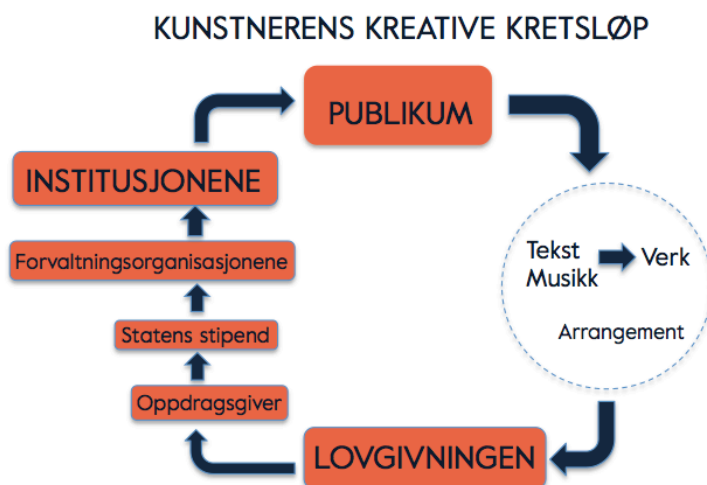 KUNSTNERENS KREATIVE KRETSLØP
PUBLIKUM
INSTITUSJONENE
Forvaltningsorganisasjonene
Statens stipend
Oppdragsgiver
LOVGIVNINGEN
Tekst
Musikk
Verk
Arrangement